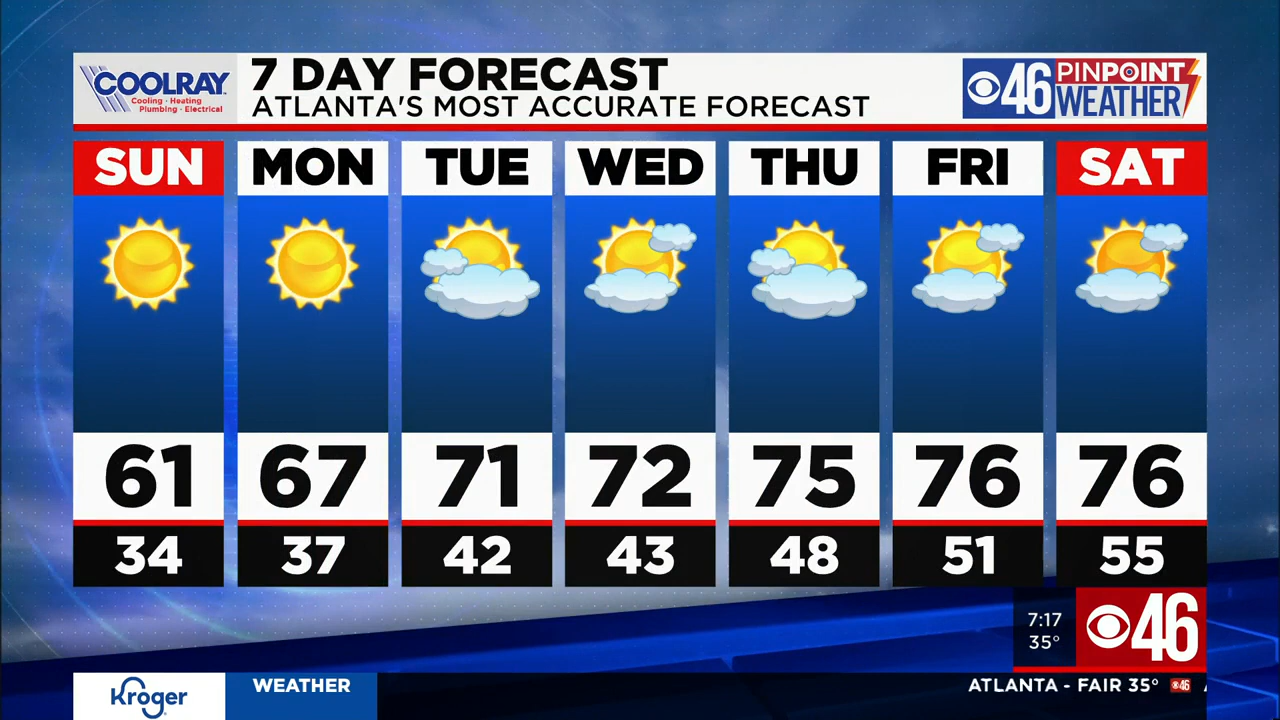 COOLRAY
Cooling · Heating
Plumbing · Electrical
7 DAY FORECAST
ATLANTA'S MOST ACCURATE FORECAST
46 PINPOINT
WEATHER
SUN MON TUE WED THU FRI SAT
61 67 71 72 75 76 76
34 37 42 43 48 51 55
7:17
35°
46
Kroger
WEATHER
ATLANTA - FAIR 35° 46